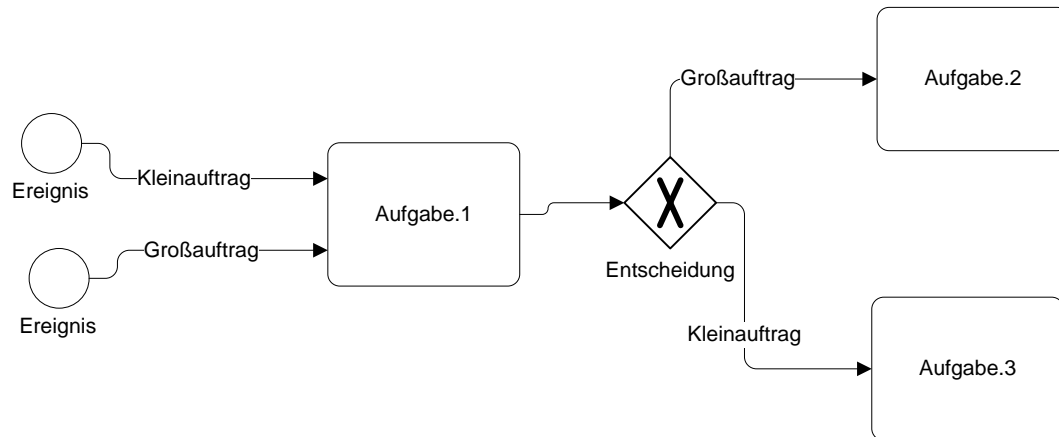 Großauftrag
Aufgabe.2
Kleinauftrag
Ereignis
Aufgabe.1
Großauftrag
Entscheidung
Ereignis
Kleinauftrag
Aufgabe.3